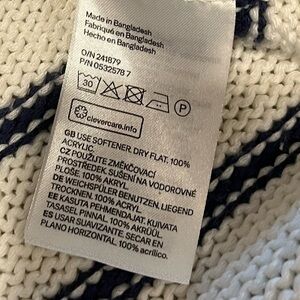 Made in Bangladesh
Fabriqué en Bangladesh
Hecho en Bangladesh
O/N 241879
P/N 0532578 7
30 P
clevercare.info
GB USE SOFTENER. DRY FLAT. 100%
ACRYLIC.
CZ POUŽITE ZMĚKČOVACÍ
PROSTŘEDEK. SUŠENÍ NA VODOROVNÉ
PLOŠE. 100% AKRYL.
DE WEICHSPÜLER BENUTZEN. LIEGEND
TROCKNEN. 100% ACRYL.
EE KASUTA PEHMENDAJAT. KUIVATA
TASASEL PINNAL. 100% AKRÜÜL.
ES USAR SUAVIZANTE. SECAR EN
PLANO HORIZONTAL. 100% acrílico.